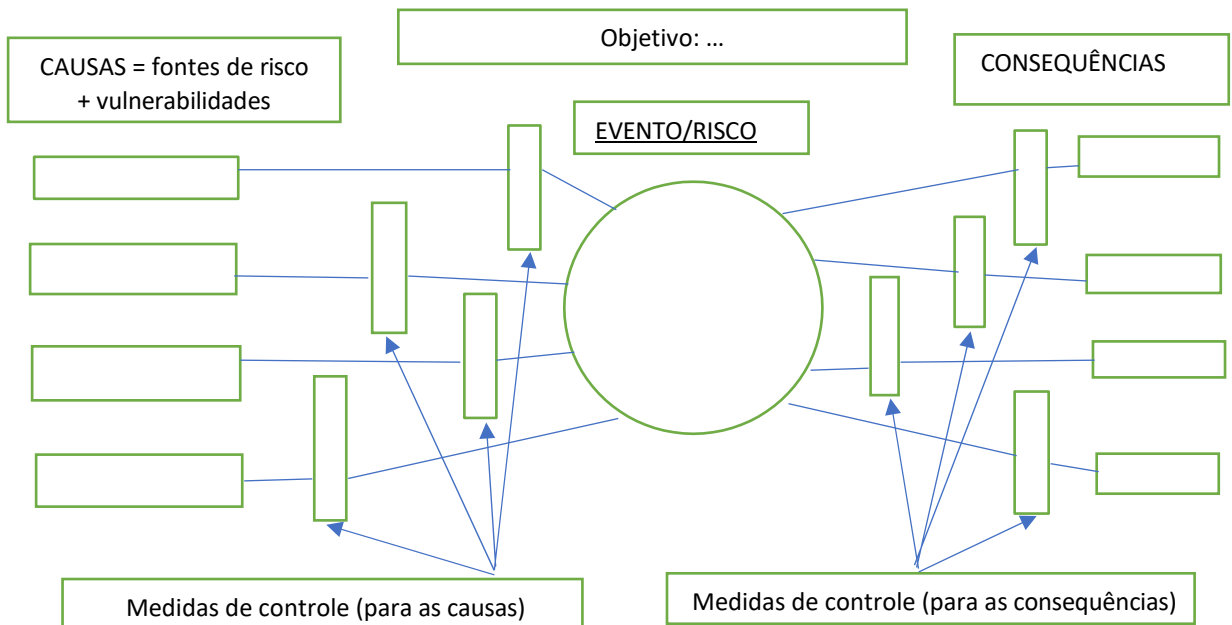 Objetivo: ...
CAUSAS = fontes de risco
+ vulnerabilidades
CONSEQUÊNCIAS
EVENTO/RISCO
Medidas de controle (para as causas)
Medidas de controle (para as consequências)